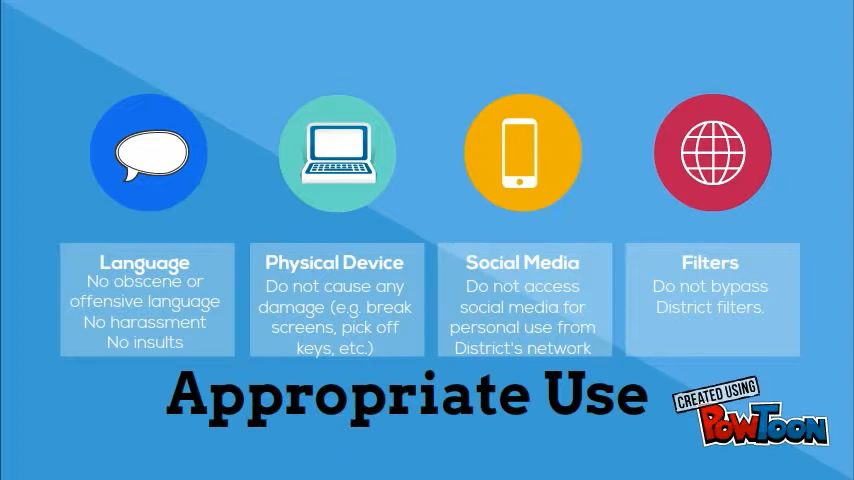 Language
No obscene or
offensive language
No harassment
No insults
Physical Device
Do not cause any
damage (e.g. break
screens, pick off
keys, etc.)
Social Media
Do not access
social media for
personal use from
District's network
Filters
Do not bypass
District filters.
Appropriate Use
CREATED USING
POWTOON